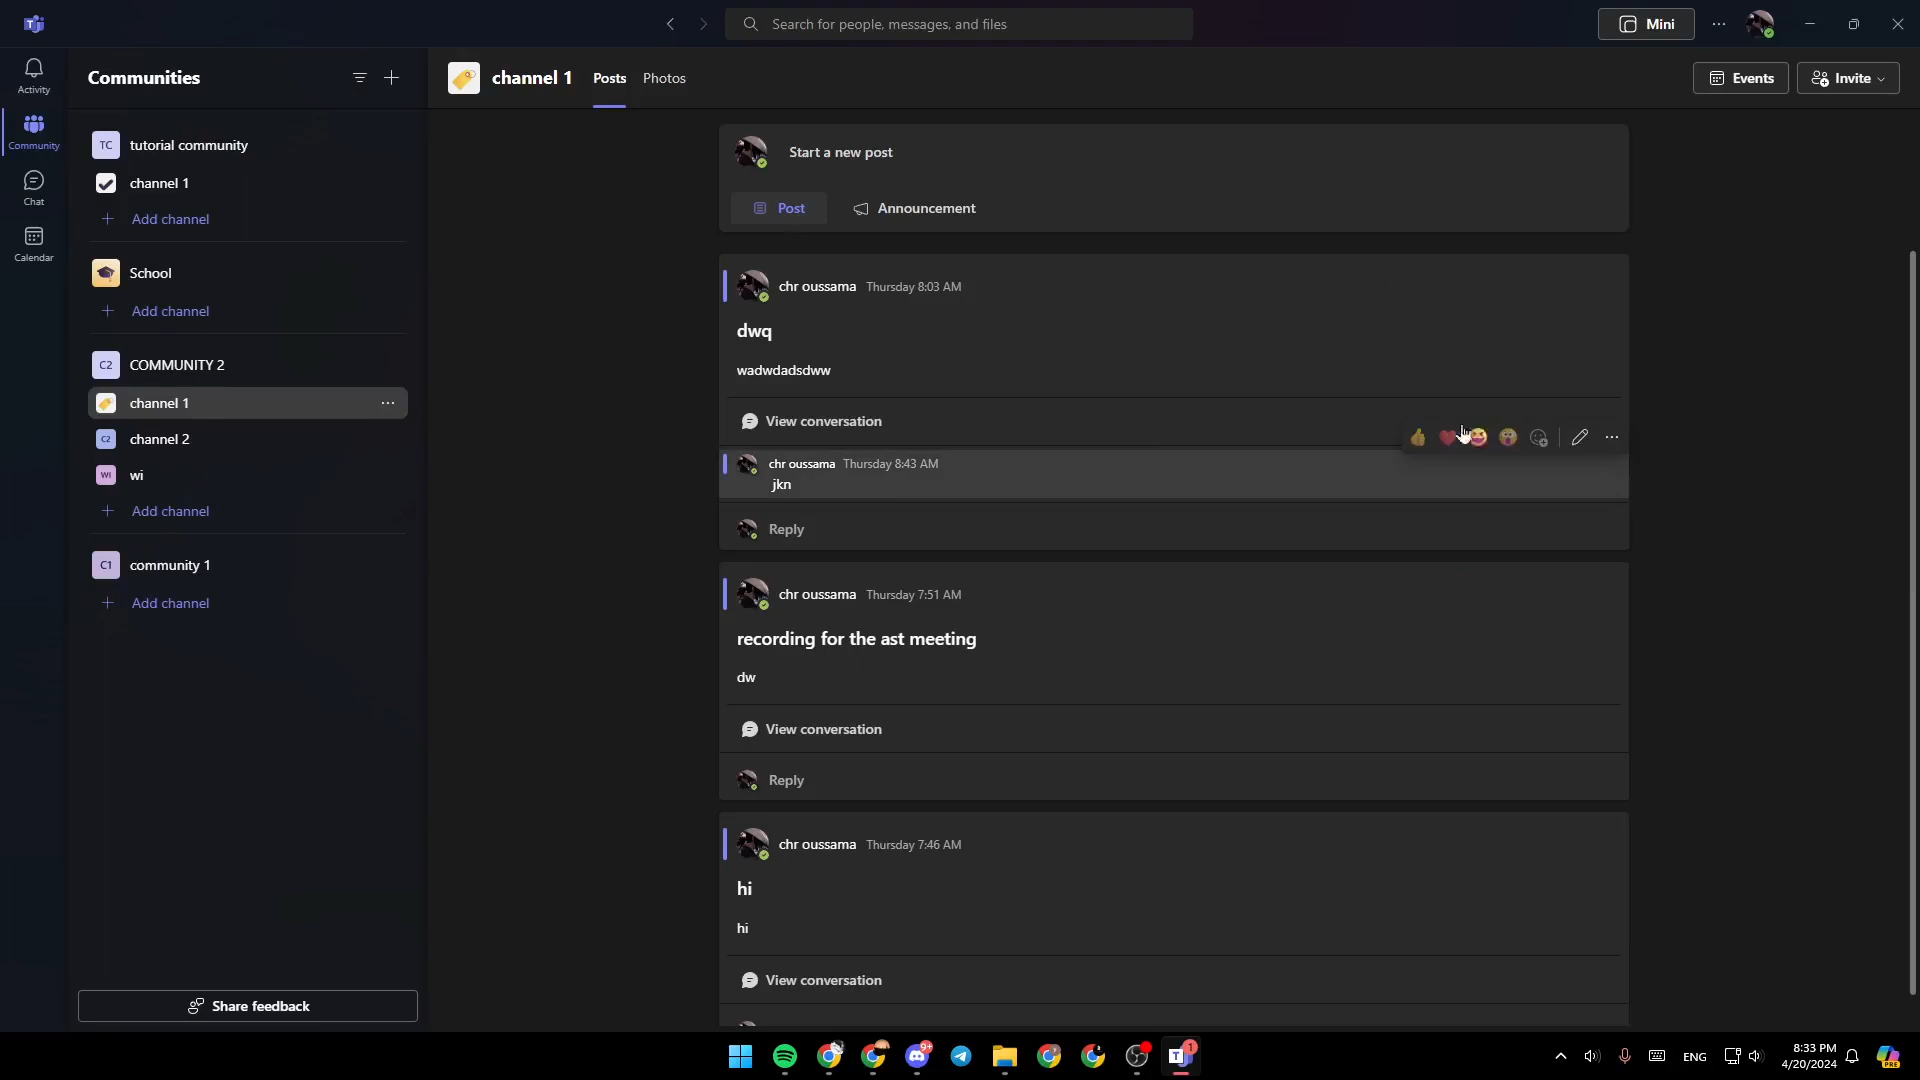 Search for people, messages, and files
Mini
Activity
Community
Chat
Calendar
Communities
TC tutorial community
channel 1
Add channel
School
Add channel
C2 COMMUNITY 2
channel 1
C2 channel 2
WI wi
Add channel
C1 community 1
Add channel
Share feedback
channel 1 Posts Photos
Events Invite
Start a new post
Post Announcement
chr oussama Thursday 8:03 AM
dwq
wadwdadsdww
View conversation
chr oussama Thursday 8:43 AM
jkn
Reply
chr oussama Thursday 7:51 AM
recording for the ast meeting
dw
View conversation
Reply
chr oussama Thursday 7:46 AM
hi
hi
View conversation
9+
1
ENG
8:33 PM
4/20/2024
PRE